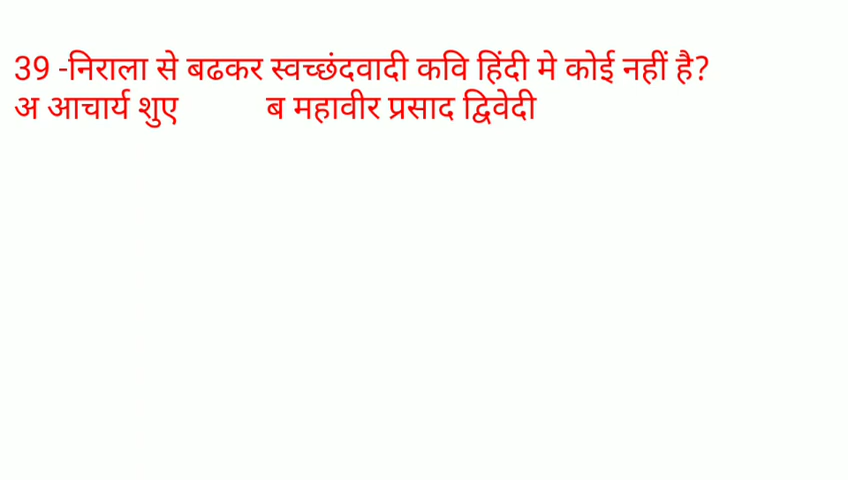 39 -निराला से बढकर स्वच्छंदवादी कवि हिंदी मे कोई नहीं है?
अ आचार्य शुए ब महावीर प्रसाद द्विवेदी